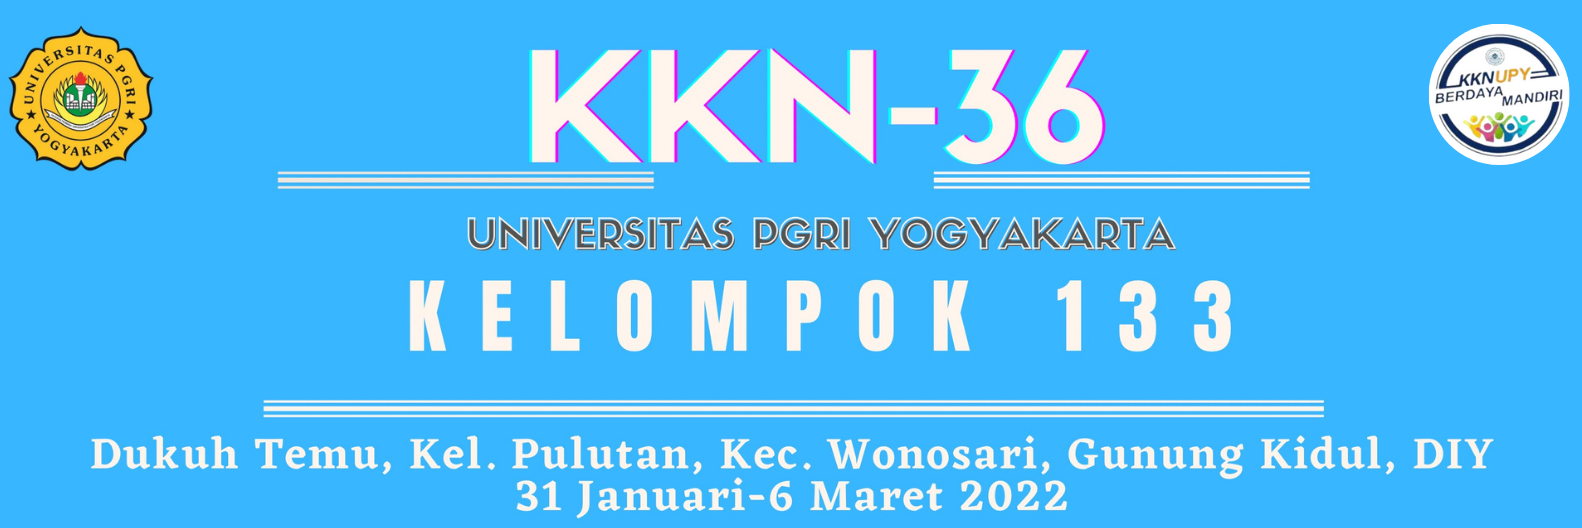 UNIVERSITAS PGRI
YOGYAKARTA
KKN-36
KKNUPY
BERDAYA MANDIRI
UNIVERSITAS PGRI YOGYAKARTA
KELOMPOK 133
Dukuh Temu, Kel. Pulutan, Kec. Wonosari, Gunung Kidul, DIY
31 Januari-6 Maret 2022